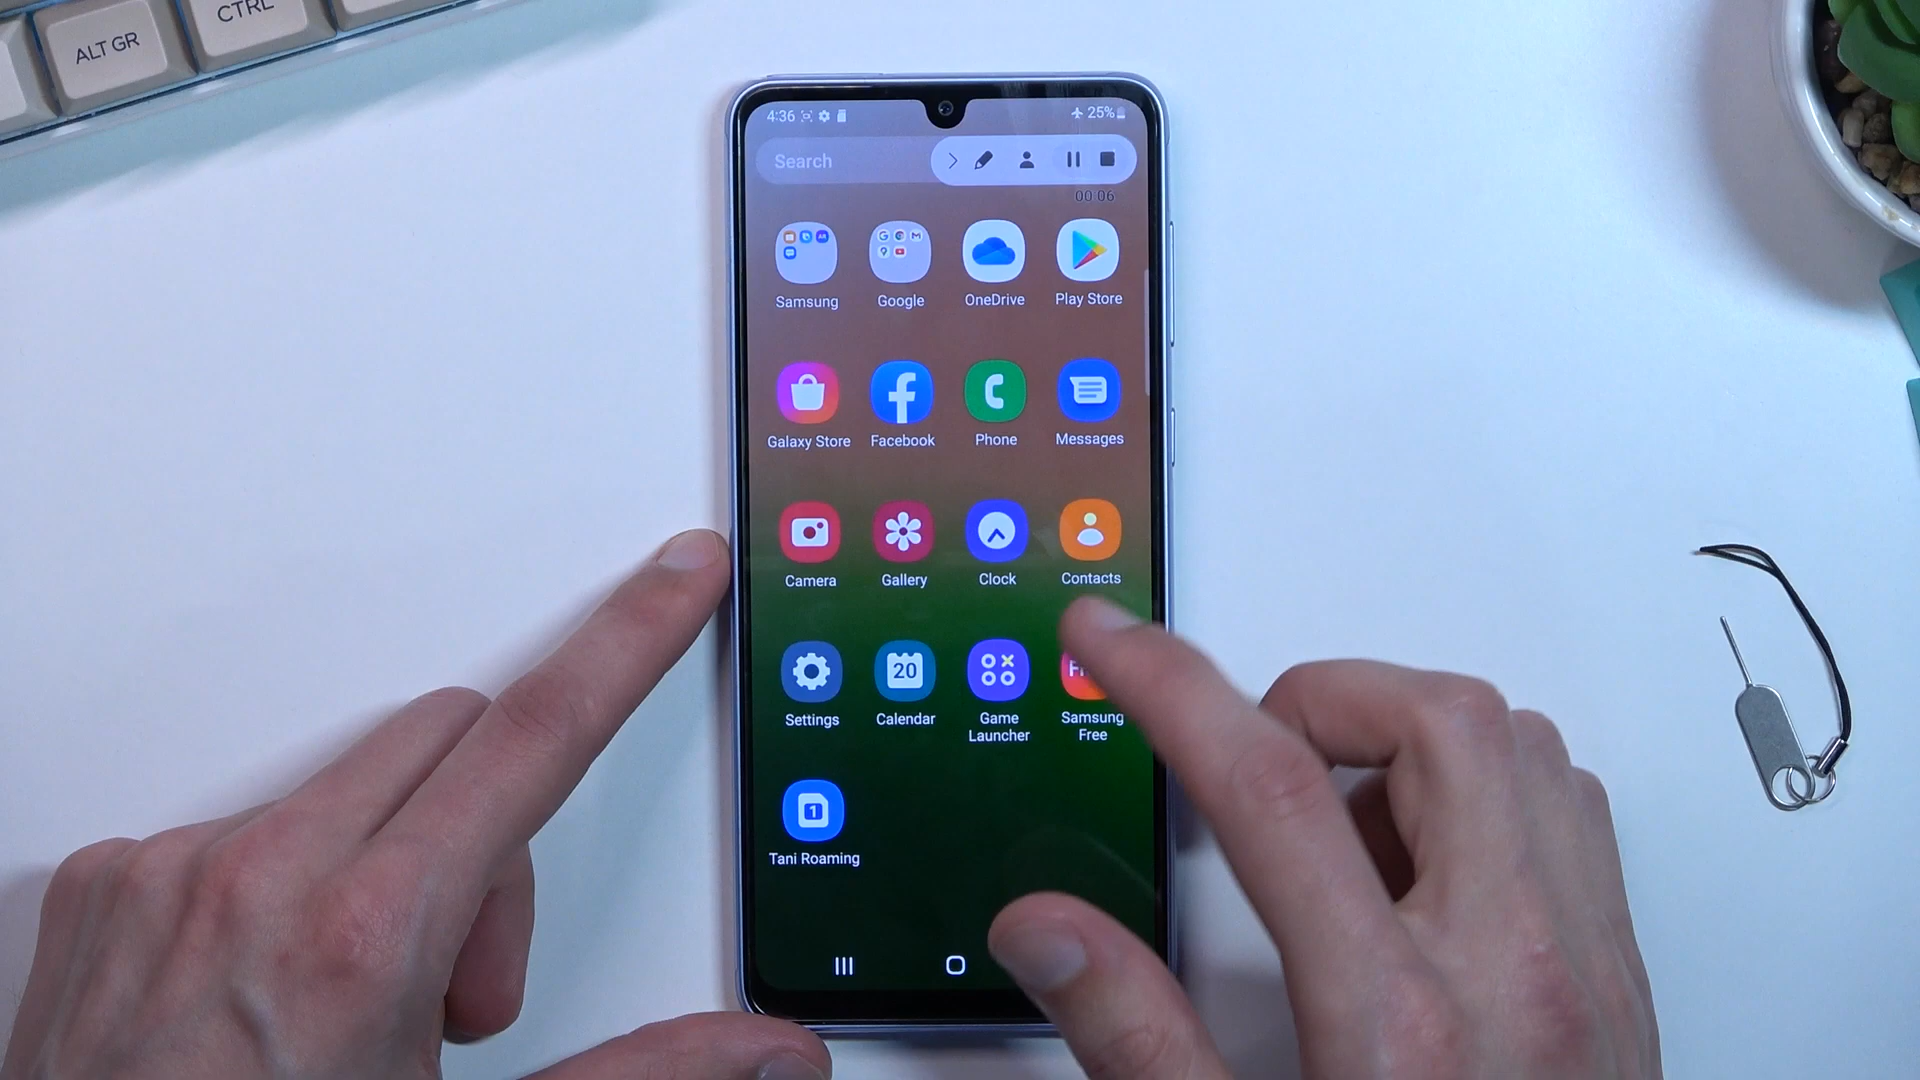 ALT GR
CTRL
4:36
25%
Search
00:06
Samsung
Google
OneDrive
Play Store
Galaxy Store
Facebook
Phone
Messages
Camera
Gallery
Clock
Contacts
Settings
20
Calendar
Game
Launcher
Samsung
Free
1
Tani Roaming